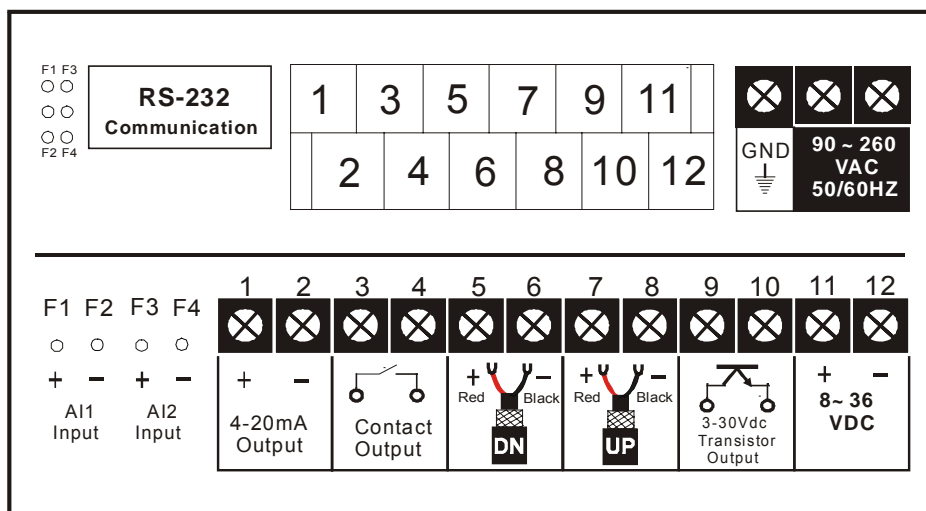 F1 F3
RS-232
Communication
F2 F4
1 3 5 7 9 11
2 4 6 8 10 12
GND
90 ~ 260
VAC
50/60HZ
F1 F2 F3 F4
1 2 3 4 5 6 7 8 9 10 11 12
+ − + −
AI1
Input
AI2
Input
+ −
4-20mA
Output
Contact
Output
+ −
Red Black
DN
+ −
Red Black
UP
3-30Vdc
Transistor
Output
+ −
8~ 36
VDC